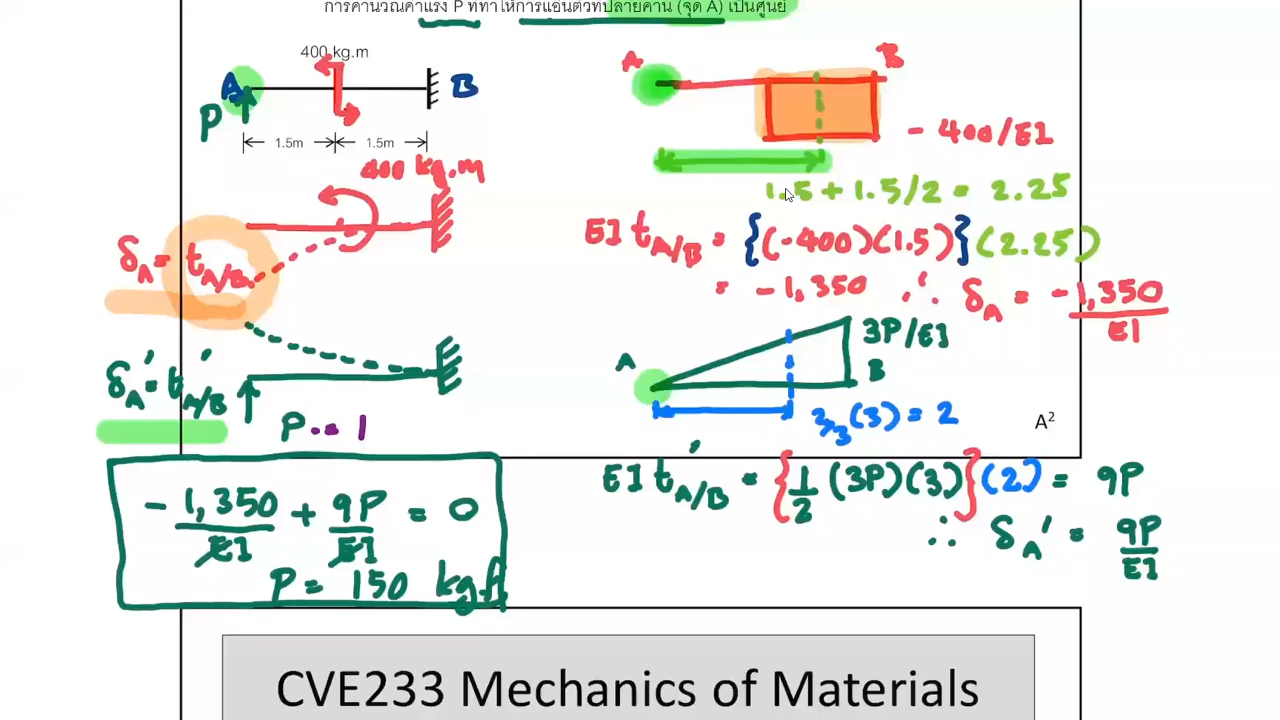 การคำนวณค่าแรง P ที่ทำให้การแอ่นตัวที่ปลายคาน (จุด A) เป็นศูนย์
400 kg.m
A
B
P
1.5m
1.5m
400 kg.m
δA = tA/B
δA' = t'A/B
P = 1
-1,350/EI + 9P/EI = 0
P = 150 kgf
A
B
- 400/EI
1.5 + 1.5/2 = 2.25
EI tA/B = {(-400)(1.5)}(2.25)
= -1,350 ∴ δA = -1,350/EI
3P/EI
A
B
2/3(3) = 2
A2
EI t'A/B = {1/2 (3P)(3)}(2) = 9P
∴ δA' = 9P/EI
CVE233 Mechanics of Materials